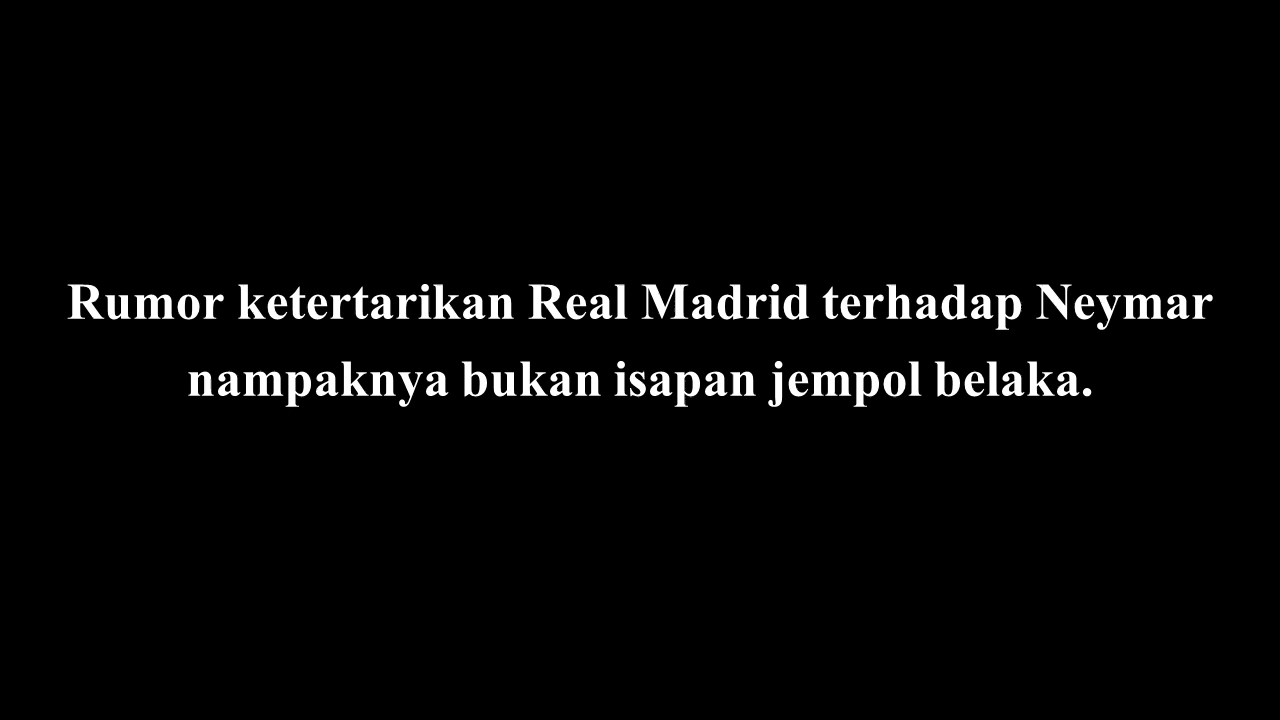 Rumor ketertarikan Real Madrid terhadap Neymar
nampaknya bukan isapan jempol belaka.